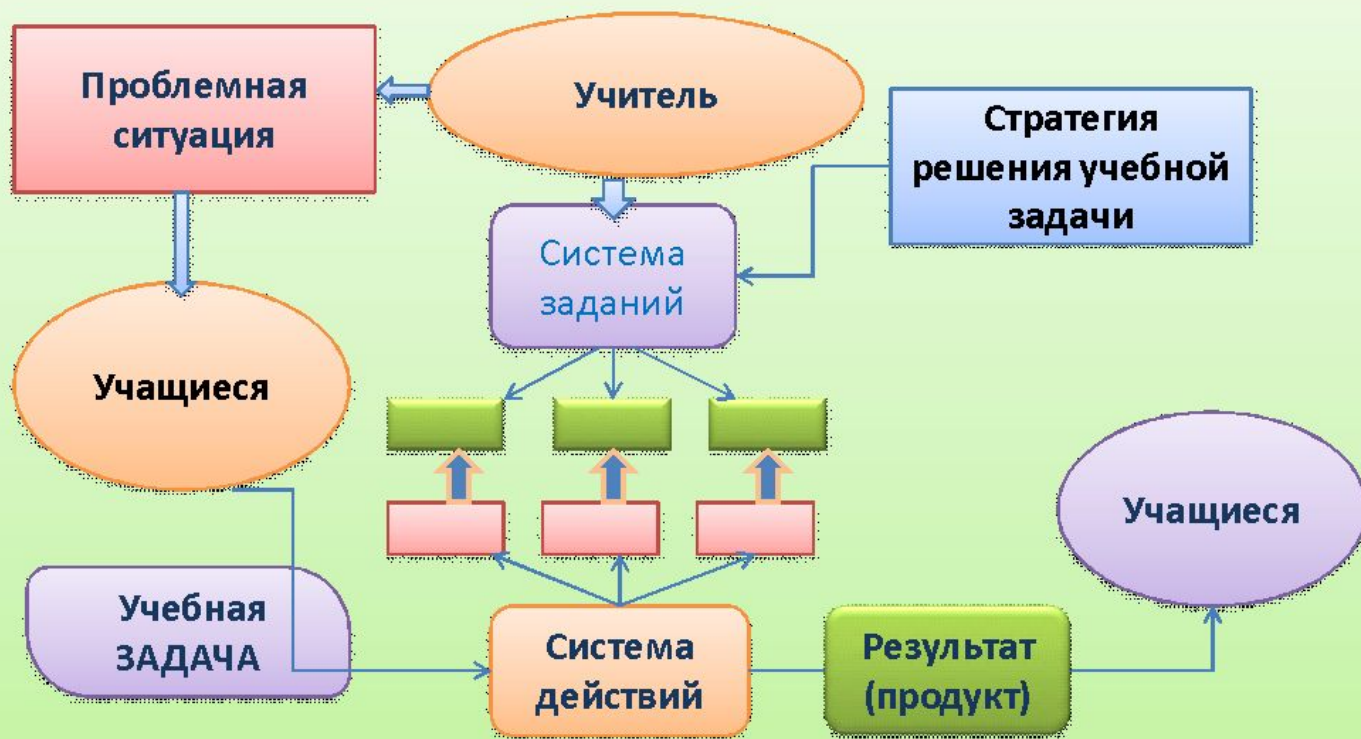 Проблемная
ситуация
Учитель
Стратегия
решения учебной
задачи
Система
заданий
Учащиеся
Учащиеся
Учебная
ЗАДАЧА
Система
действий
Результат
(продукт)